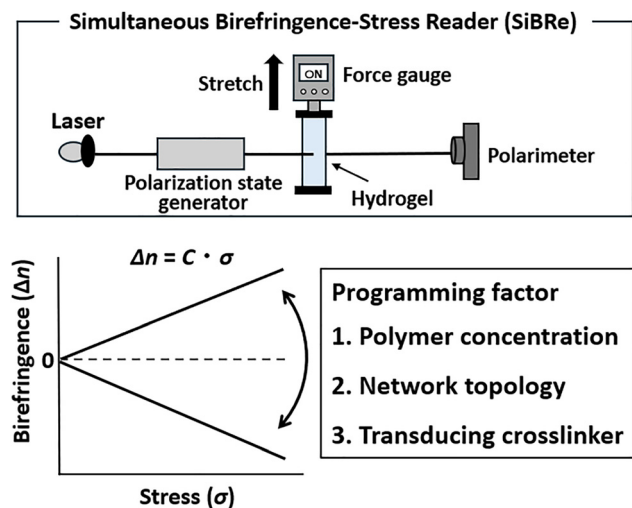 Simultaneous Birefringence-Stress Reader (SiBRe)
ON
Stretch
Force gauge
Laser
Polarization state
generator
Hydrogel
Polarimeter
Δn = C · σ
Birefringence (Δn)
0
Stress (σ)
Programming factor
1. Polymer concentration
2. Network topology
3. Transducing crosslinker